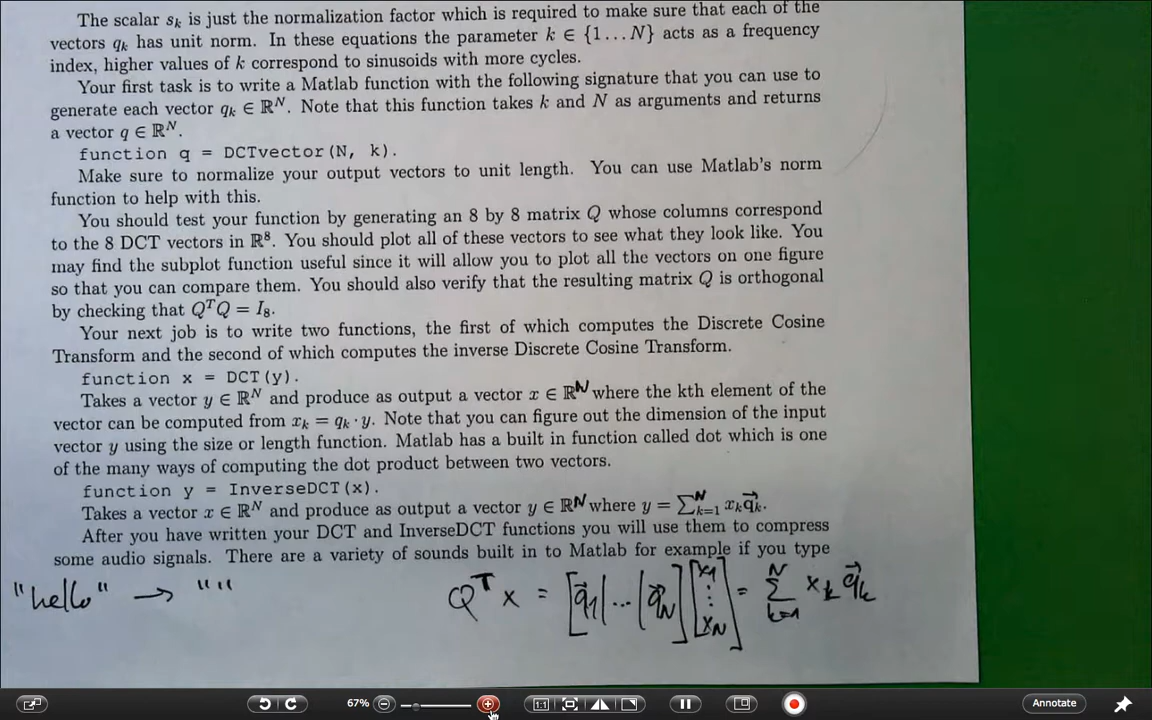 The scalar sₖ is just the normalization factor which is required to make sure that each of the
vectors qₖ has unit norm. In these equations the parameter k ∈ {1 . . . N} acts as a frequency
index, higher values of k correspond to sinusoids with more cycles.
Your first task is to write a Matlab function with the following signature that you can use to
generate each vector qₖ ∈ ℝᴺ. Note that this function takes k and N as arguments and returns
a vector q ∈ ℝᴺ.
function q = DCTvector(N, k).
Make sure to normalize your output vectors to unit length. You can use Matlab's norm
function to help with this.
You should test your function by generating an 8 by 8 matrix Q whose columns correspond
to the 8 DCT vectors in ℝ⁸. You should plot all of these vectors to see what they look like. You
may find the subplot function useful since it will allow you to plot all the vectors on one figure
so that you can compare them. You should also verify that the resulting matrix Q is orthogonal
by checking that QᵀQ = I₈.
Your next job is to write two functions, the first of which computes the Discrete Cosine
Transform and the second of which computes the inverse Discrete Cosine Transform.
function x = DCT(y).
Takes a vector y ∈ ℝᴺ and produce as output a vector x ∈ ℝᴺ where the kth element of the
vector can be computed from xₖ = qₖ · y. Note that you can figure out the dimension of the input
vector y using the size or length function. Matlab has a built in function called dot which is one
of the many ways of computing the dot product between two vectors.
function y = InverseDCT(x).
Takes a vector x ∈ ℝᴺ and produce as output a vector y ∈ ℝᴺ where y = ∑ᴺₖ₌₁ xₖq⃗ₖ.
After you have written your DCT and InverseDCT functions you will use them to compress
some audio signals. There are a variety of sounds built in to Matlab for example if you type
"hello" → "" Qᵀx = [q⃗₁|...|q⃗_N][x₁ ⋮ x_N] = ∑ᴺₖ₌₁ xₖq⃗ₖ
67% 1:1 Annotate